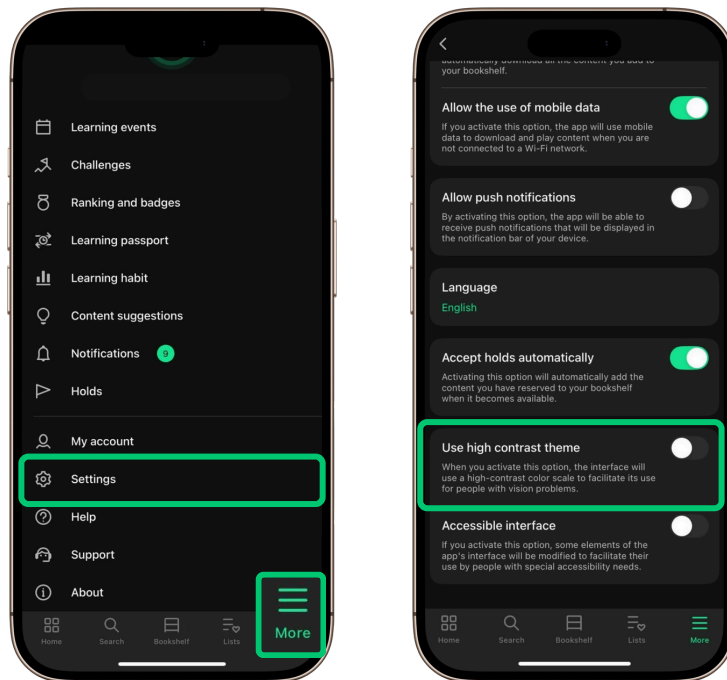 Learning events
Challenges
Ranking and badges
Learning passport
Learning habit
Content suggestions
Notifications 9
Holds
My account
Settings
Help
Support
About
Home Search Bookshelf Lists More
automatically download all the content you add to
your bookshelf.
Allow the use of mobile data
If you activate this option, the app will use mobile
data to download and play content when you are
not connected to a Wi-Fi network.
Allow push notifications
By activating this option, the app will be able to
receive push notifications that will be displayed in
the notification bar of your device.
Language
English
Accept holds automatically
Activating this option will automatically add the
content you have reserved to your bookshelf
when it becomes available.
Use high contrast theme
When you activate this option, the interface will
use a high-contrast color scale to facilitate its use
for people with vision problems.
Accessible interface
If you activate this option, some elements of the
app's interface will be modified to facilitate their
use by people with special accessibility needs.
Home Search Bookshelf Lists More